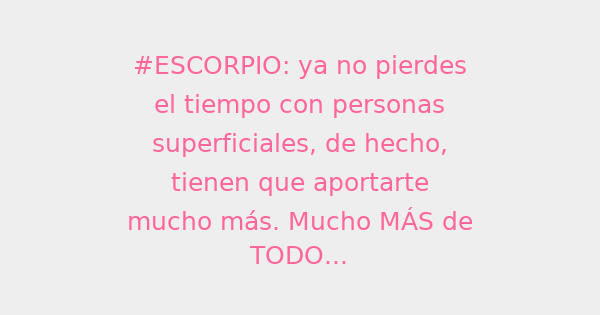 #ESCORPIO: ya no pierdes
el tiempo con personas
superficiales, de hecho,
tienen que aportarte
mucho más. Mucho MÁS de
TODO...